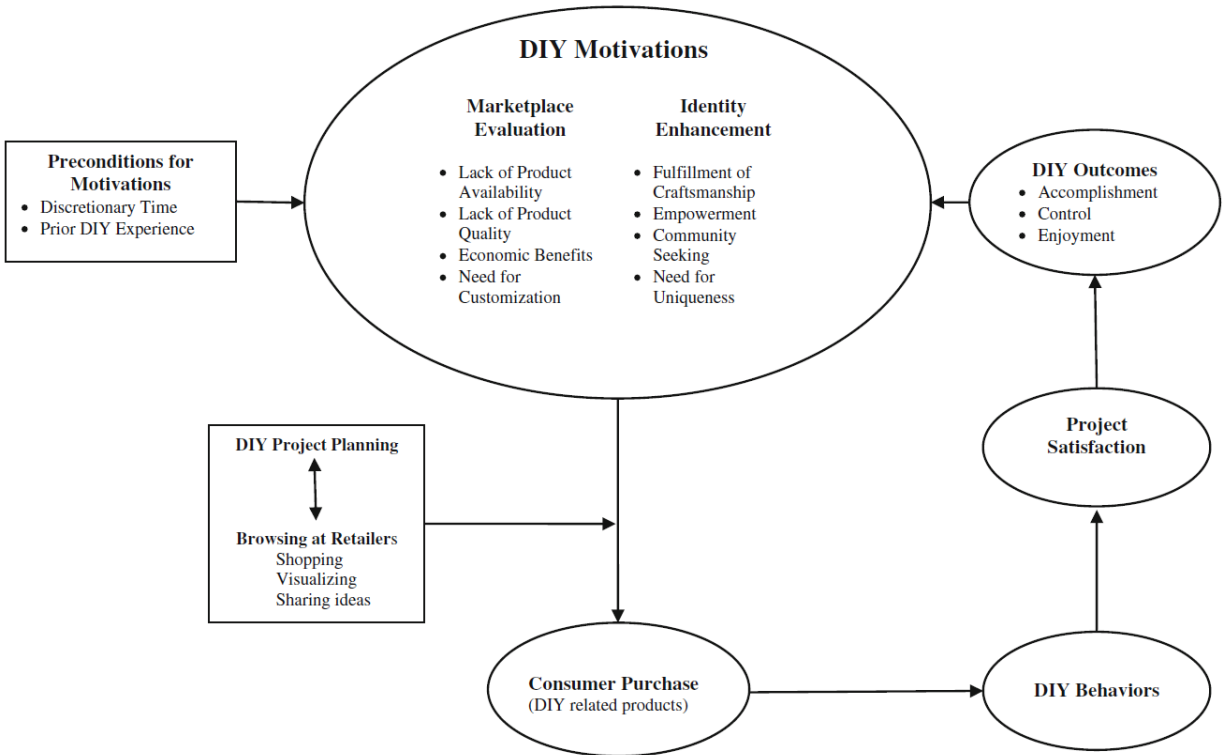 DIY Motivations
Marketplace
Evaluation
• Lack of Product
Availability
• Lack of Product
Quality
• Economic Benefits
• Need for
Customization
Identity
Enhancement
• Fulfillment of
Craftsmanship
• Empowerment
• Community
Seeking
• Need for
Uniqueness
Preconditions for
Motivations
• Discretionary Time
• Prior DIY Experience
DIY Outcomes
• Accomplishment
• Control
• Enjoyment
DIY Project Planning
Browsing at Retailers
Shopping
Visualizing
Sharing ideas
Project
Satisfaction
Consumer Purchase
(DIY related products)
DIY Behaviors